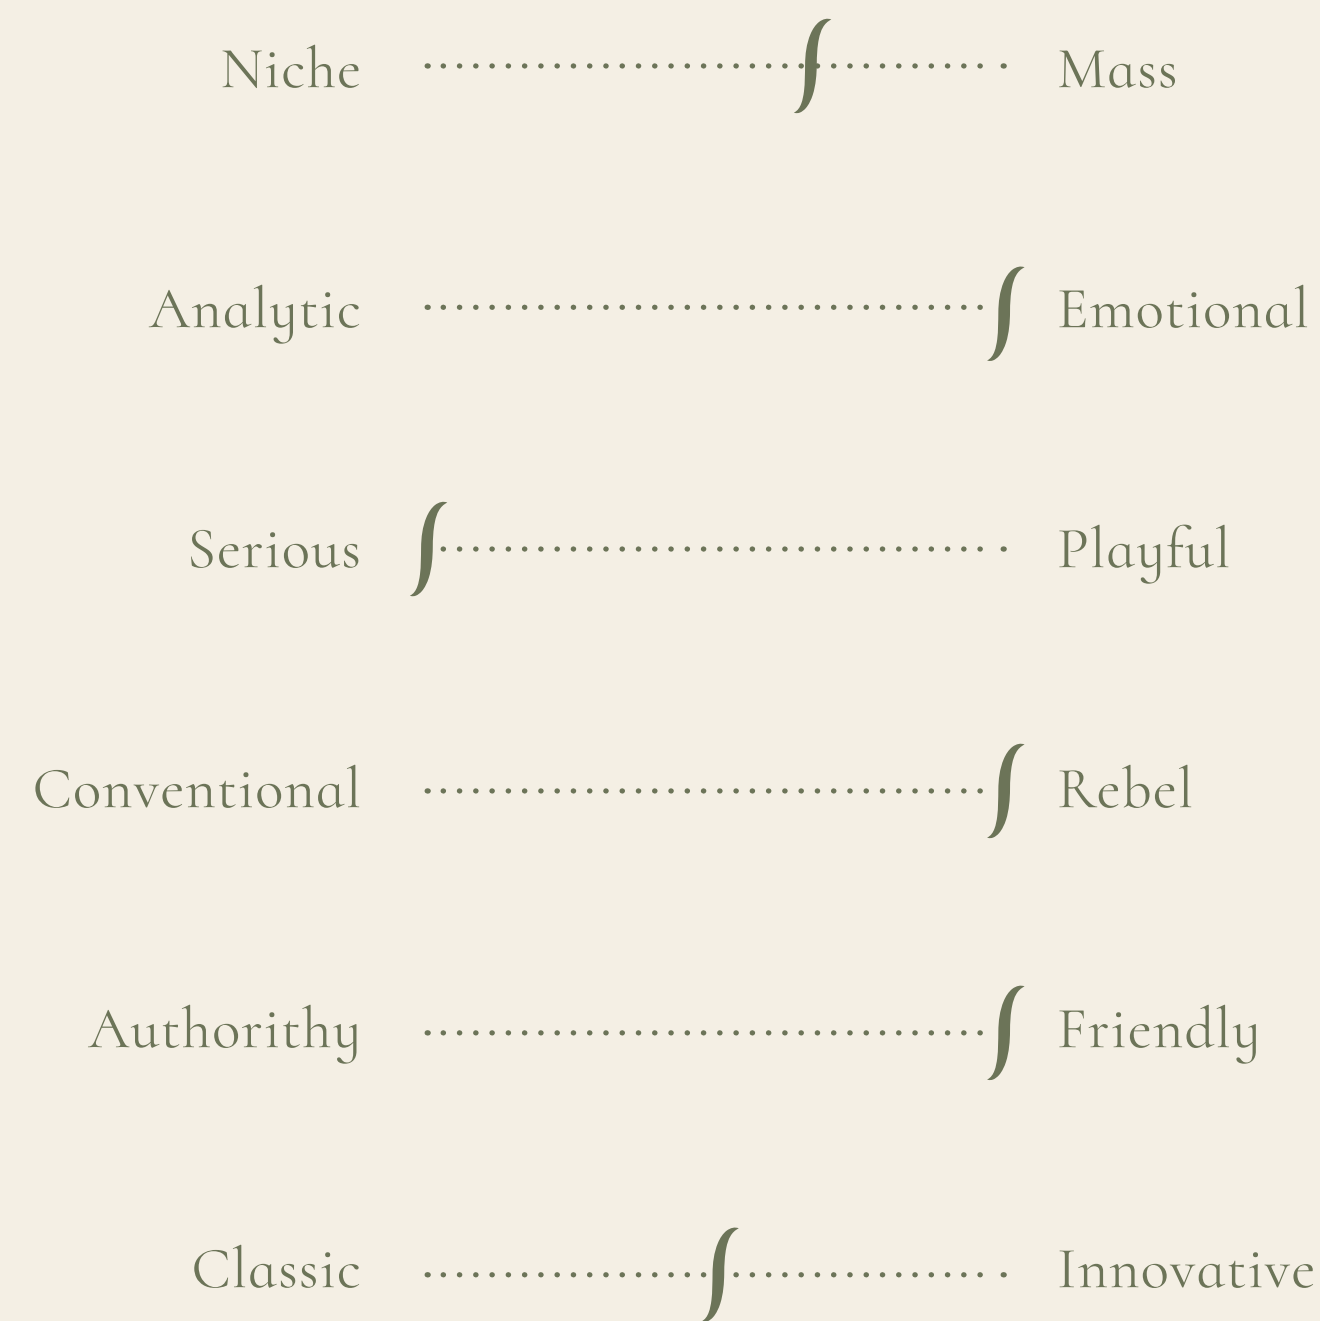 Niche Mass
Analytic Emotional
Serious Playful
Conventional Rebel
Authorithy Friendly
Classic Innovative